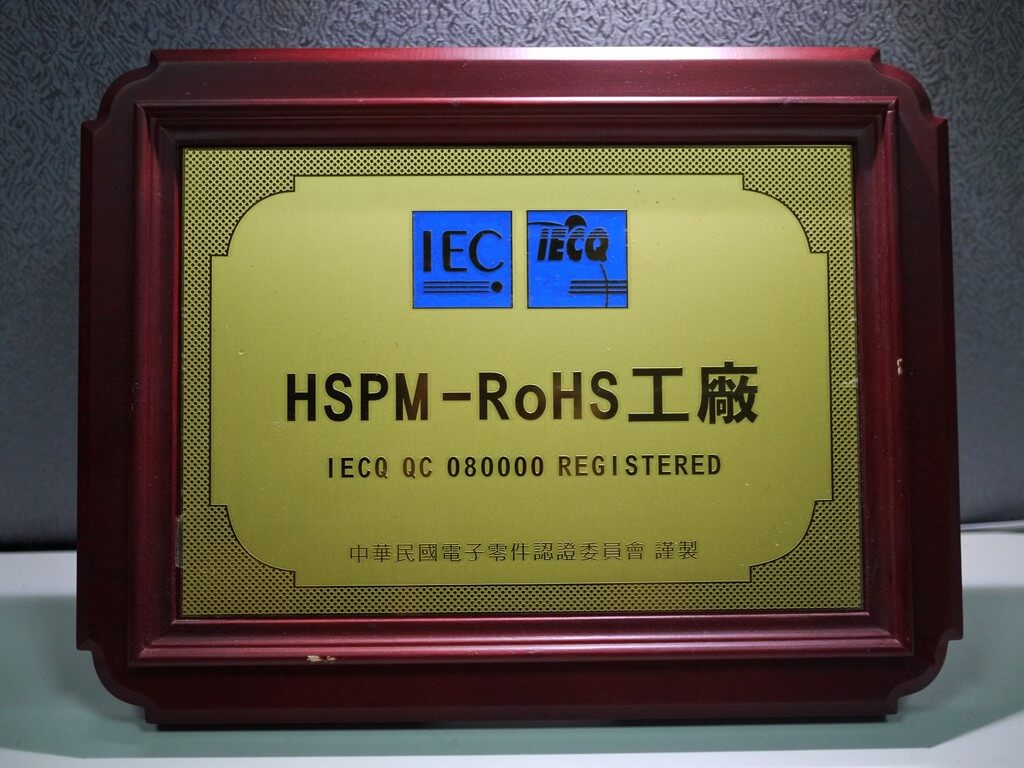 IEC IECQ
HSPM-RoHS工廠
IECQ QC 080000 REGISTERED
中華民國電子零件認證委員會 謹製